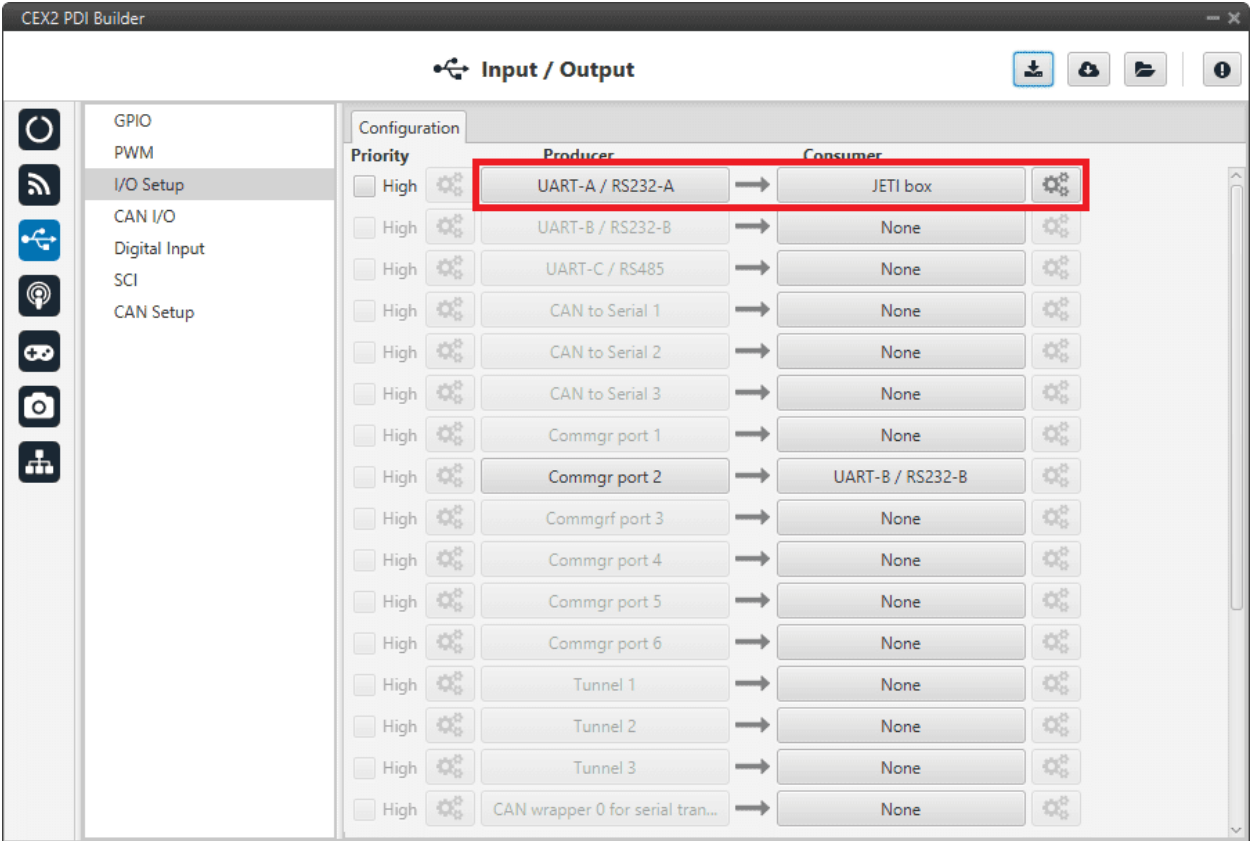 CEX2 PDI Builder
Input / Output
GPIO
PWM
I/O Setup
CAN I/O
Digital Input
SCI
CAN Setup
Configuration
Priority Producer Consumer
High UART-A / RS232-A JETI box
High UART-B / RS232-B None
High UART-C / RS485 None
High CAN to Serial 1 None
High CAN to Serial 2 None
High CAN to Serial 3 None
High Commgr port 1 None
High Commgr port 2 UART-B / RS232-B
High Commgrf port 3 None
High Commgr port 4 None
High Commgr port 5 None
High Commgr port 6 None
High Tunnel 1 None
High Tunnel 2 None
High Tunnel 3 None
High CAN wrapper 0 for serial tran... None